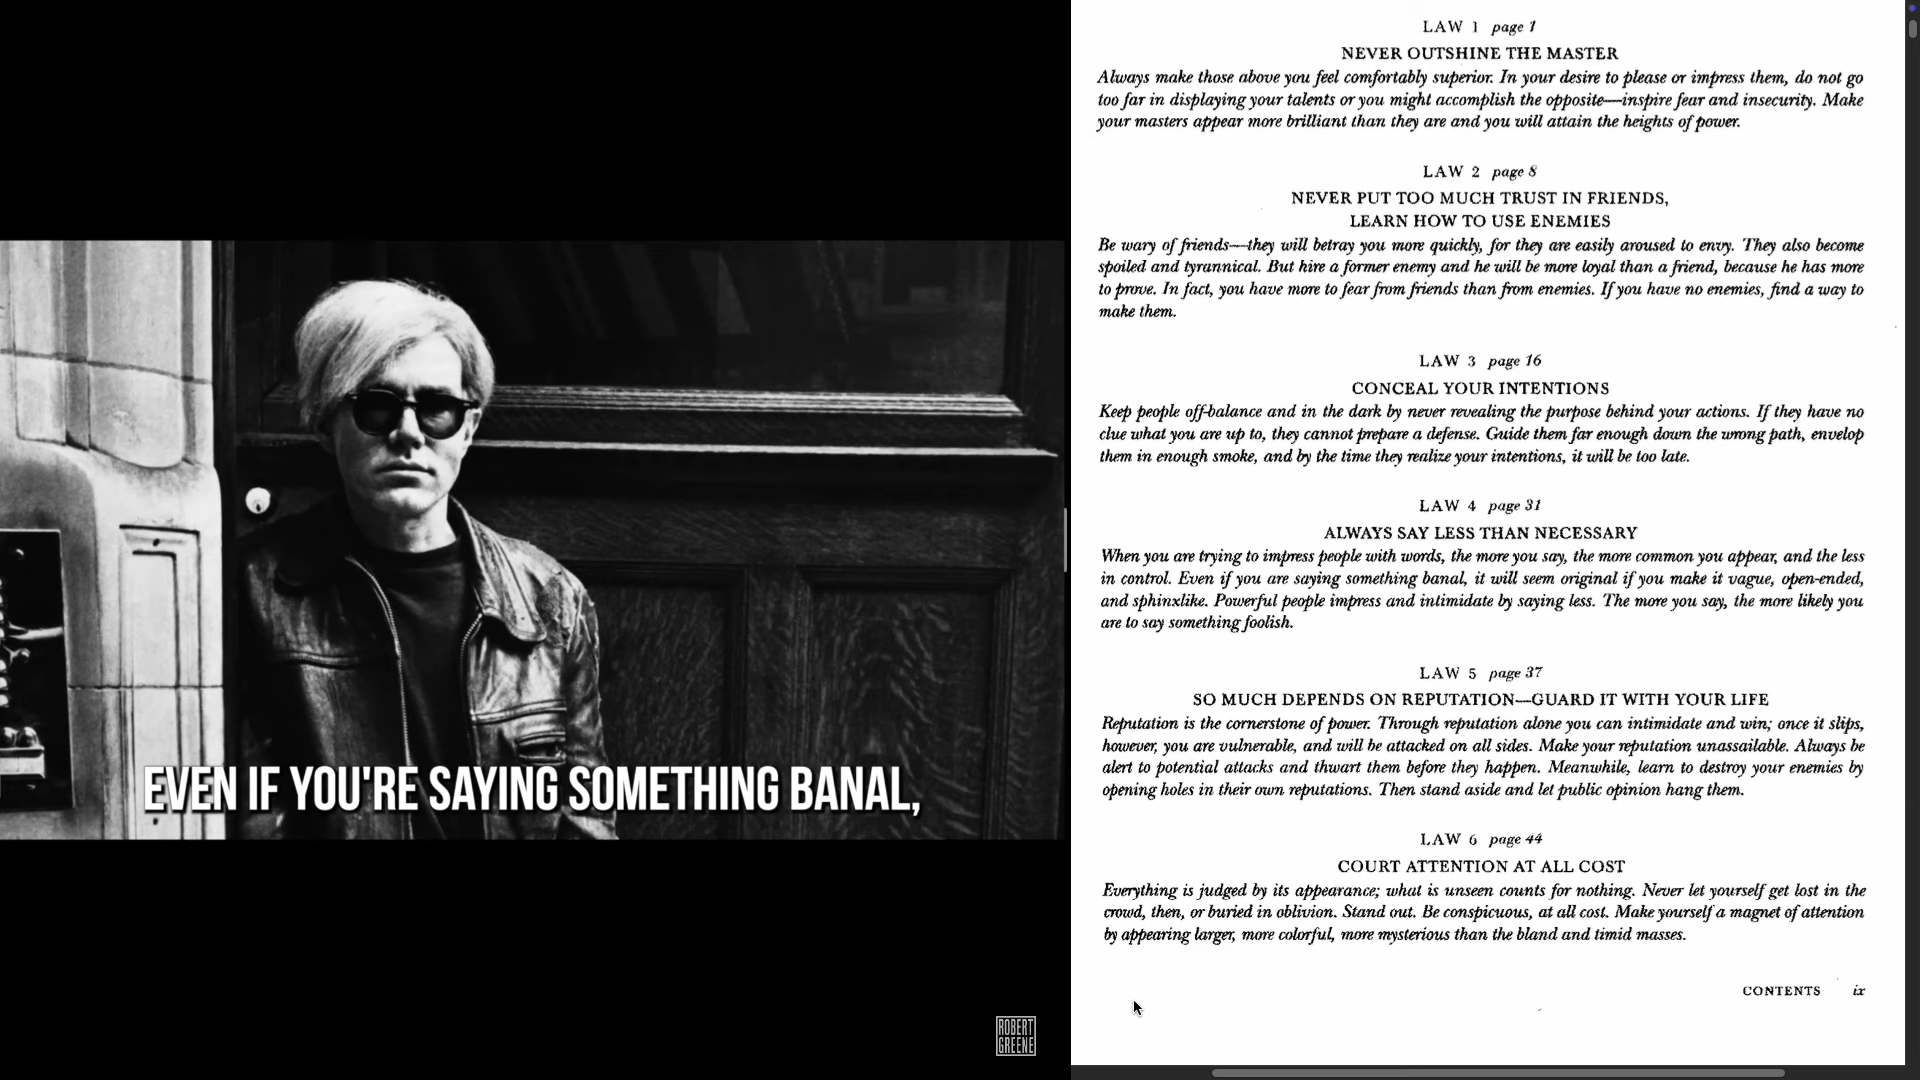 EVEN IF YOU'RE SAYING SOMETHING BANAL,
ROBERT
GREENE
LAW 1 page 1
NEVER OUTSHINE THE MASTER
Always make those above you feel comfortably superior. In your desire to please or impress them, do not go
too far in displaying your talents or you might accomplish the opposite—inspire fear and insecurity. Make
your masters appear more brilliant than they are and you will attain the heights of power.
LAW 2 page 8
NEVER PUT TOO MUCH TRUST IN FRIENDS,
LEARN HOW TO USE ENEMIES
Be wary of friends—they will betray you more quickly, for they are easily aroused to envy. They also become
spoiled and tyrannical. But hire a former enemy and he will be more loyal than a friend, because he has more
to prove. In fact, you have more to fear from friends than from enemies. If you have no enemies, find a way to
make them.
LAW 3 page 16
CONCEAL YOUR INTENTIONS
Keep people off-balance and in the dark by never revealing the purpose behind your actions. If they have no
clue what you are up to, they cannot prepare a defense. Guide them far enough down the wrong path, envelop
them in enough smoke, and by the time they realize your intentions, it will be too late.
LAW 4 page 31
ALWAYS SAY LESS THAN NECESSARY
When you are trying to impress people with words, the more you say, the more common you appear, and the less
in control. Even if you are saying something banal, it will seem original if you make it vague, open-ended,
and sphinxlike. Powerful people impress and intimidate by saying less. The more you say, the more likely you
are to say something foolish.
LAW 5 page 37
SO MUCH DEPENDS ON REPUTATION—GUARD IT WITH YOUR LIFE
Reputation is the cornerstone of power. Through reputation alone you can intimidate and win; once it slips,
however, you are vulnerable, and will be attacked on all sides. Make your reputation unassailable. Always be
alert to potential attacks and thwart them before they happen. Meanwhile, learn to destroy your enemies by
opening holes in their own reputations. Then stand aside and let public opinion hang them.
LAW 6 page 44
COURT ATTENTION AT ALL COST
Everything is judged by its appearance; what is unseen counts for nothing. Never let yourself get lost in the
crowd, then, or buried in oblivion. Stand out. Be conspicuous, at all cost. Make yourself a magnet of attention
by appearing larger, more colorful, more mysterious than the bland and timid masses.
CONTENTS ix